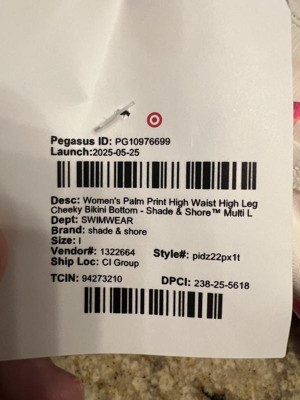 Pegasus ID: PG10976699
Launch:2025-05-25
Desc: Women's Palm Print High Waist High Leg
Cheeky Bikini Bottom - Shade & Shore™ Multi L
Dept: SWIMWEAR
Brand: shade & shore
Size: l
Vendor#: 1322664 Style#: pidz22px1t
Ship Loc: CI Group
TCIN: 94273210 DPCI: 238-25-5618